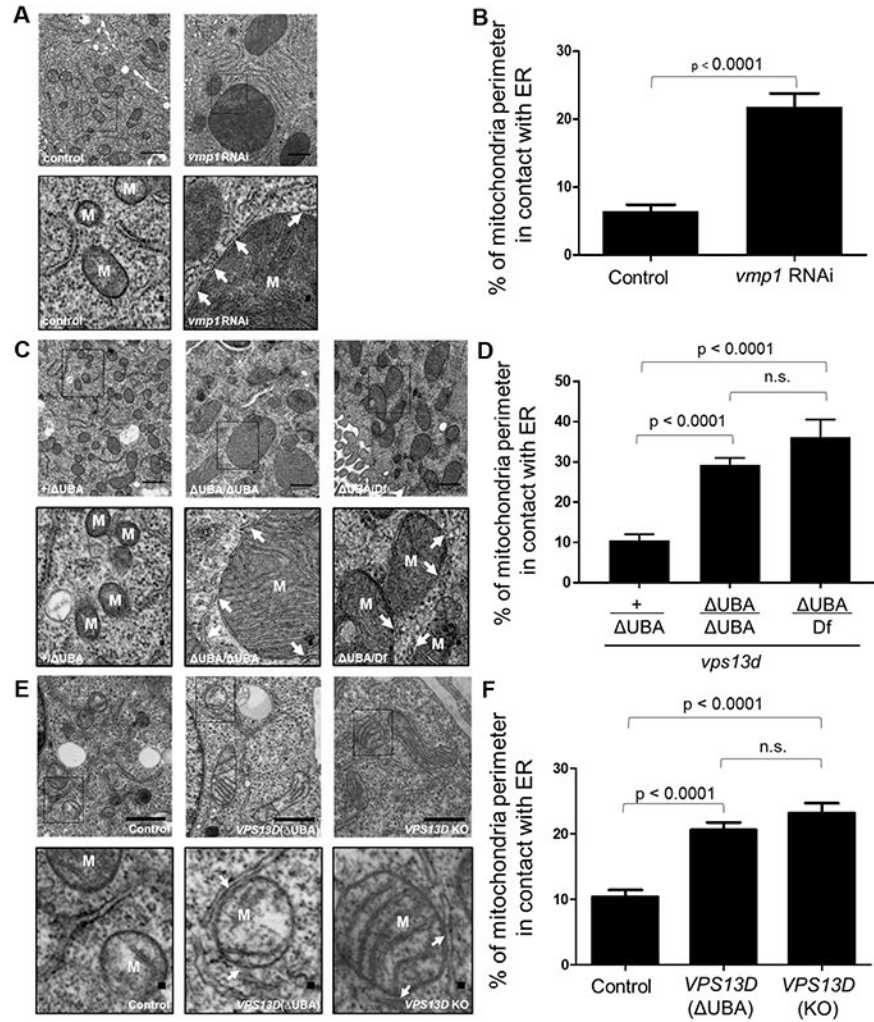 A
control
vmp1 RNAi
M
M
M
control
M
vmp1 RNAi
B
% of mitochondria perimeter
in contact with ER
30
20
10
0
p < 0.0001
Control
vmp1 RNAi
C
+/ΔUBA
ΔUBA/ΔUBA
ΔUBA/Df
M
M
M
M
+/ΔUBA
M
ΔUBA/ΔUBA
M
M
M
ΔUBA/Df
D
% of mitochondria perimeter
in contact with ER
50
40
30
20
10
0
p < 0.0001
n.s.
p < 0.0001
+
ΔUBA
ΔUBA
ΔUBA
ΔUBA
Df
vps13d
E
Control
VPS13D(ΔUBA)
VPS13D KO
M
M
Control
M
VPS13D(ΔUBA)
M
VPS13D KO
F
% of mitochondria perimeter
in contact with ER
30
20
10
0
p < 0.0001
n.s.
p < 0.0001
Control
VPS13D
(ΔUBA)
VPS13D
(KO)